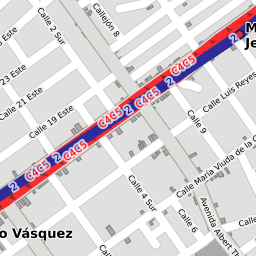 Calle 2 Sur
Callejón 8
M
Je
23 Este
Calle 21 Este
Calle 19 Este
C4C5
2
C4C5
2
C4C5
2
C4C5
2
C4C5
2
Calle Luis Reyes
Calle 9
Calle 4 Sur
Calle María Viuda de la C
Calle 6
Avenida Albert Th
o Vásquez